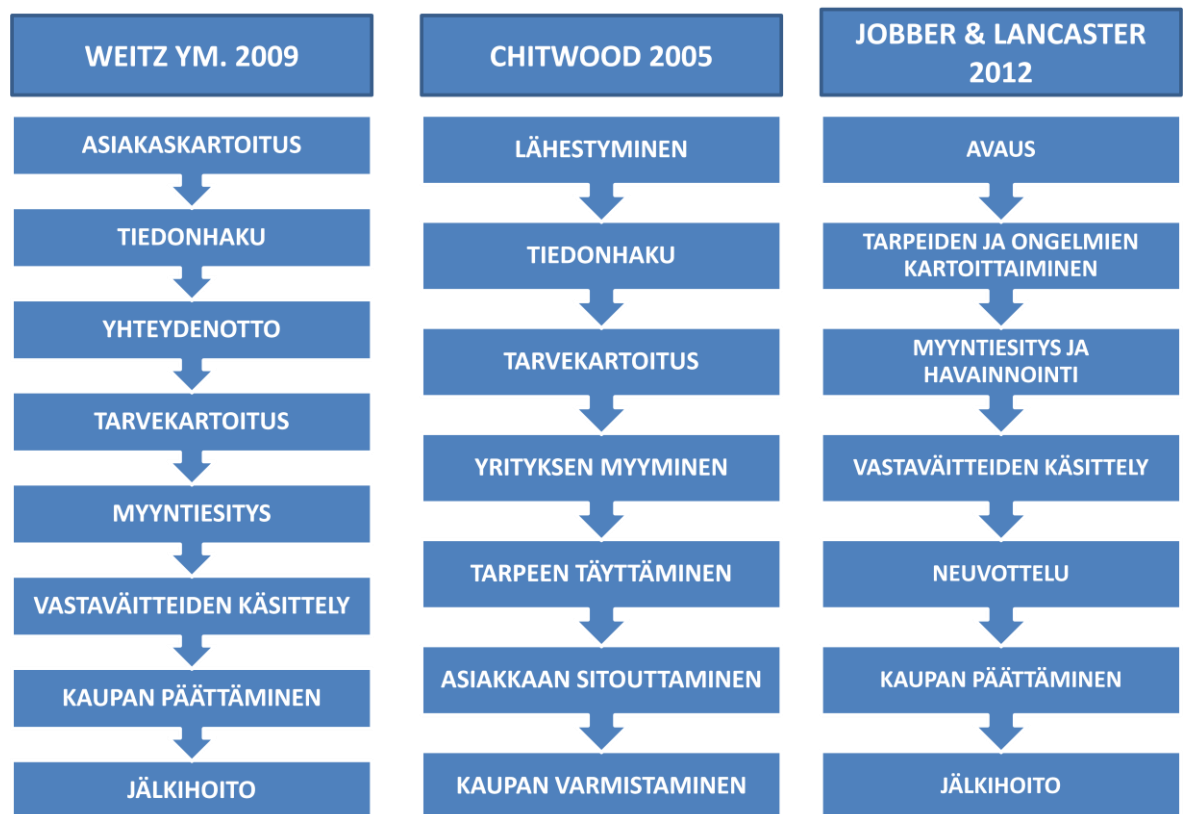 WEITZ YM. 2009
ASIAKASKARTOITUS
TIEDONHAKU
YHTEYDENOTTO
TARVEKARTOITUS
MYYNTIESITYS
VASTAVÄITTEIDEN KÄSITTELY
KAUPAN PÄÄTTÄMINEN
JÄLKIHOITO
CHITWOOD 2005
LÄHESTYMINEN
TIEDONHAKU
TARVEKARTOITUS
YRITYKSEN MYYMINEN
TARPEEN TÄYTTÄMINEN
ASIAKKAAN SITOUTTAMINEN
KAUPAN VARMISTAMINEN
JOBBER & LANCASTER
2012
AVAUS
TARPEIDEN JA ONGELMIEN
KARTOITTAIMINEN
MYYNTIESITYS JA
HAVAINNOINTI
VASTAVÄITTEIDEN KÄSITTELY
NEUVOTTELU
KAUPAN PÄÄTTÄMINEN
JÄLKIHOITO